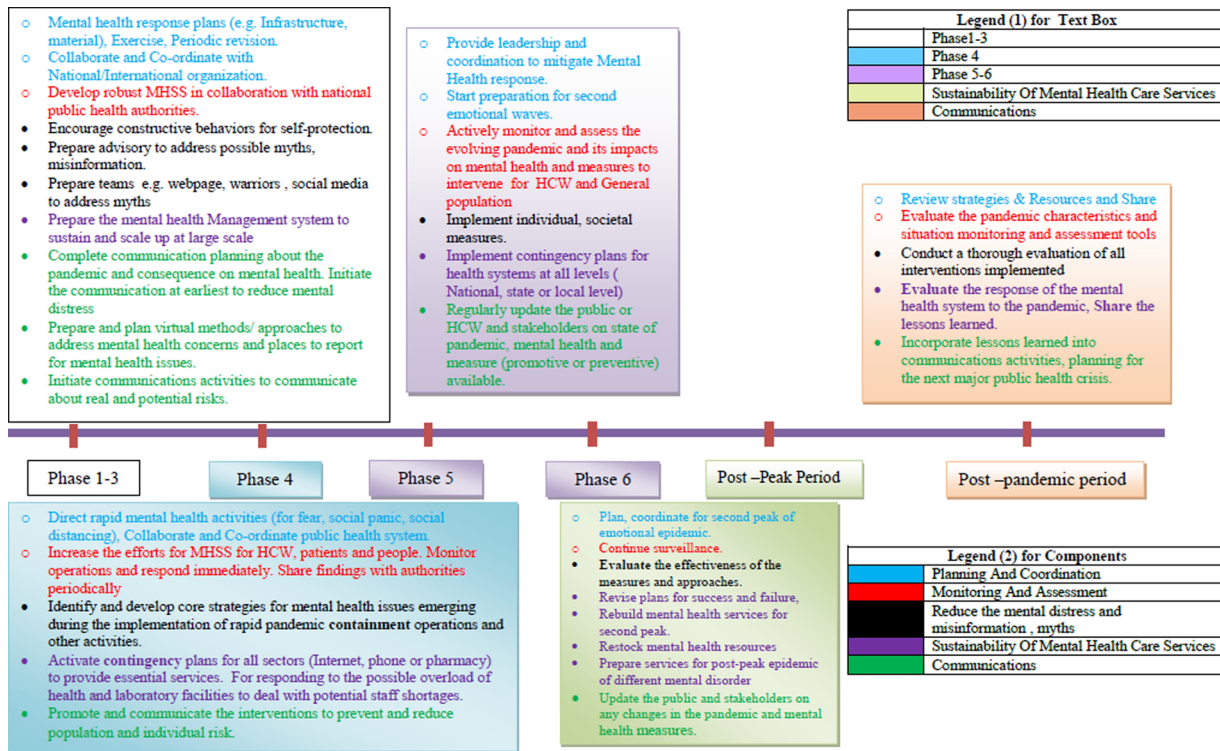 Mental health response plans (e.g. Infrastructure,
material), Exercise, Periodic revision.
Collaborate and Co-ordinate with
National/International organization.
Develop robust MHSS in collaboration with national
public health authorities.
Encourage constructive behaviors for self-protection.
Prepare advisory to address possible myths,
misinformation.
Prepare teams e.g. webpage, warriors , social media
to address myths
Prepare the mental health Management system to
sustain and scale up at large scale
Complete communication planning about the
pandemic and consequence on mental health. Initiate
the communication at earliest to reduce mental
distress
Prepare and plan virtual methods/ approaches to
address mental health concerns and places to report
for mental health issues.
Initiate communications activities to communicate
about real and potential risks.
Provide leadership and
coordination to mitigate Mental
Health response.
Start preparation for second
emotional waves.
Actively monitor and assess the
evolving pandemic and its impacts
on mental health and measures to
intervene for HCW and General
population
Implement individual, societal
measures.
Implement contingency plans for
health systems at all levels (
National, state or local level)
Regularly update the public or
HCW and stakeholders on state of
pandemic, mental health and
measure (promotive or preventive)
available.
Legend (1) for Text Box
Phase1-3
Phase 4
Phase 5-6
Sustainability Of Mental Health Care Services
Communications
Review strategies & Resources and Share
Evaluate the pandemic characteristics and
situation monitoring and assessment tools
Conduct a thorough evaluation of all
interventions implemented
Evaluate the response of the mental
health system to the pandemic, Share the
lessons learned.
Incorporate lessons learned into
communications activities, planning for
the next major public health crisis.
Phase 1-3
Phase 4
Phase 5
Phase 6
Post –Peak Period
Post –pandemic period
Direct rapid mental health activities (for fear, social panic, social
distancing), Collaborate and Co-ordinate public health system.
Increase the efforts for MHSS for HCW, patients and people. Monitor
operations and respond immediately. Share findings with authorities
periodically
Identify and develop core strategies for mental health issues emerging
during the implementation of rapid pandemic containment operations and
other activities.
Activate contingency plans for all sectors (Internet, phone or pharmacy)
to provide essential services. For responding to the possible overload of
health and laboratory facilities to deal with potential staff shortages.
Promote and communicate the interventions to prevent and reduce
population and individual risk.
Plan, coordinate for second peak of
emotional epidemic.
Continue surveillance.
Evaluate the effectiveness of the
measures and approaches.
Revise plans for success and failure,
Rebuild mental health services for
second peak.
Restock mental health resources
Prepare services for post-peak epidemic
of different mental disorder
Update the public and stakeholders on
any changes in the pandemic and mental
health measures.
Legend (2) for Components
Planning And Coordination
Monitoring And Assessment
Reduce the mental distress and
misinformation , myths
Sustainability Of Mental Health Care Services
Communications